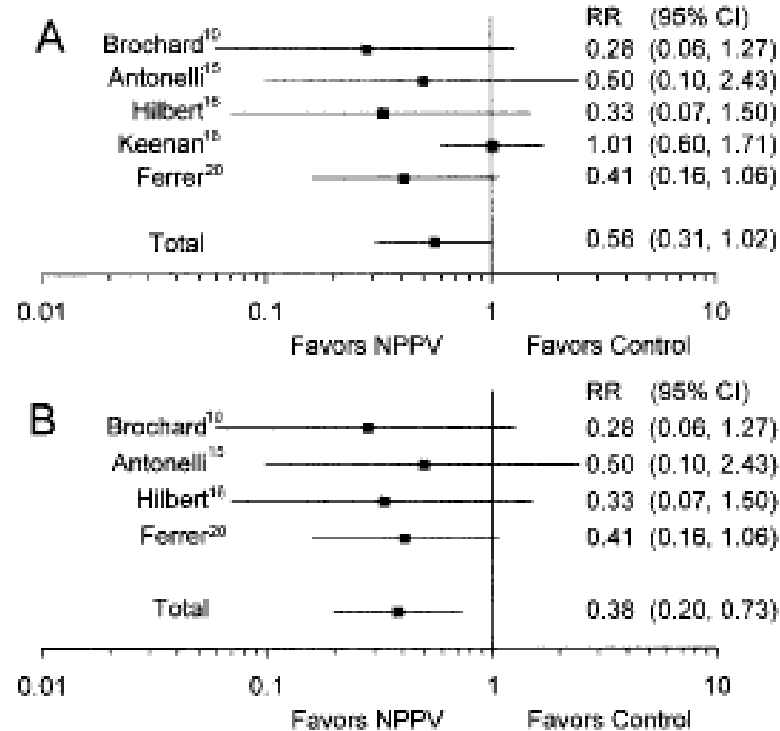 RR (95% CI)
A
Brochard¹⁰ 0.28 (0.06, 1.27)
Antonelli¹⁵ 0.50 (0.10, 2.43)
Hilbert¹⁶ 0.33 (0.07, 1.50)
Keenan 1.01 (0.60, 1.71)
Ferrer²⁰ 0.41 (0.16, 1.06)
Total 0.56 (0.31, 1.02)
0.01 0.1 1 10
Favors NPPV Favors Control
RR (95% CI)
B
Brochard¹⁰ 0.28 (0.06, 1.27)
Antonelli¹⁵ 0.50 (0.10, 2.43)
Hilbert¹⁶ 0.33 (0.07, 1.50)
Ferrer²⁰ 0.41 (0.16, 1.06)
Total 0.38 (0.20, 0.73)
0.01 0.1 1 10
Favors NPPV Favors Control